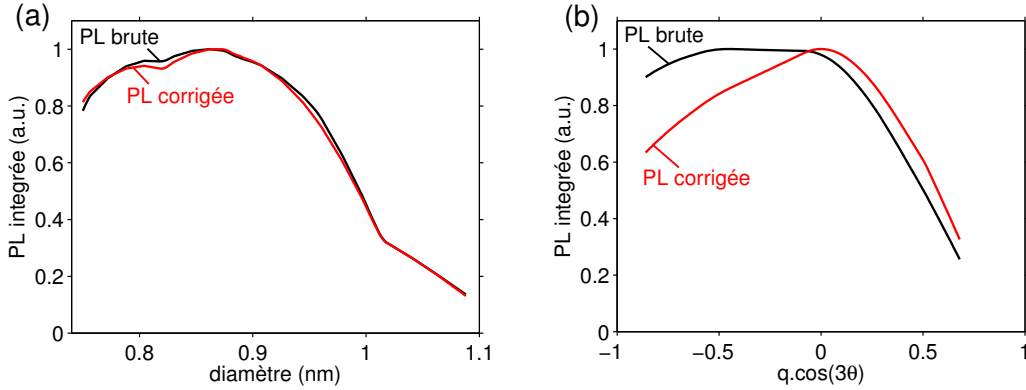 (a)
PL brute
PL corrigée
PL integrée (a.u.)
1
0.8
0.6
0.4
0.2
0
0.8
0.9
1
1.1
diamètre (nm)
(b)
PL brute
PL corrigée
PL integrée (a.u.)
1
0.8
0.6
0.4
0.2
0
−1
−0.5
0
0.5
1
q.cos(3θ)